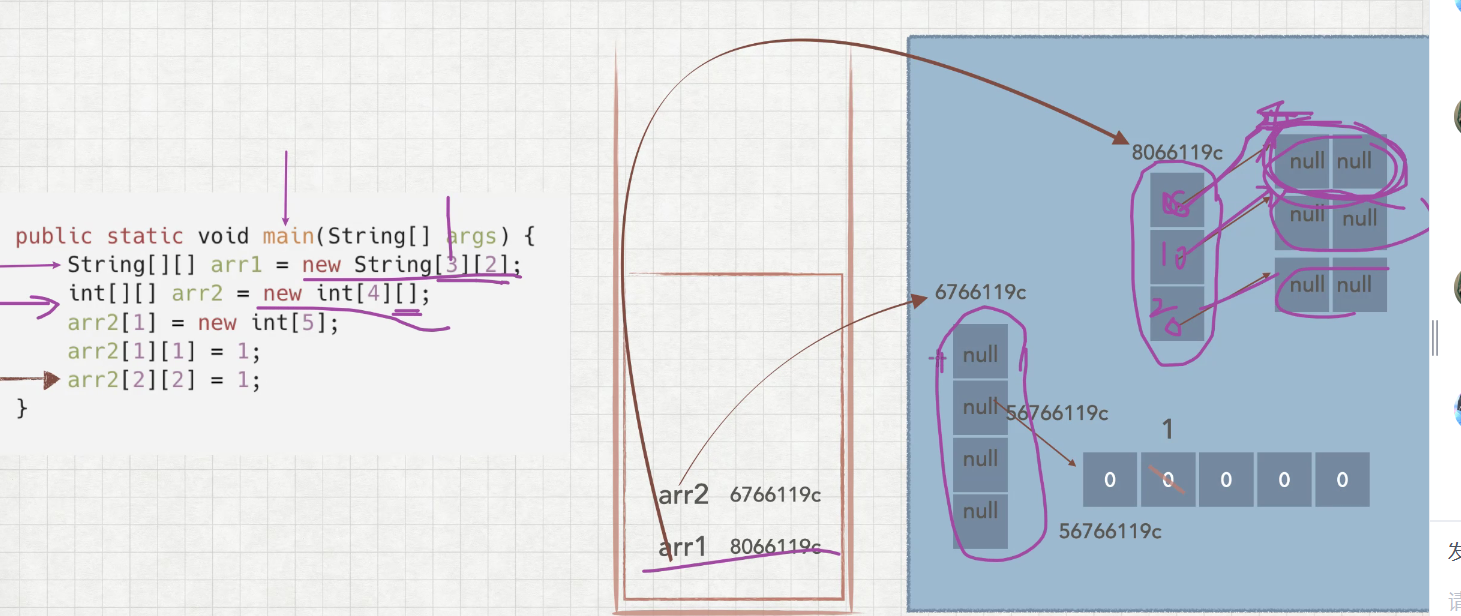 public static void main(String[] args) {
String[][] arr1 = new String[3][2];
int[][] arr2 = new int[4][];
arr2[1] = new int[5];
arr2[1][1] = 1;
arr2[2][2] = 1;
}
arr2 6766119c
arr1 8066119c
8066119c
null null
null null
null null
10
20
6766119c
null
null 56766119c
null
null
1
0 0 0 0 0
56766119c